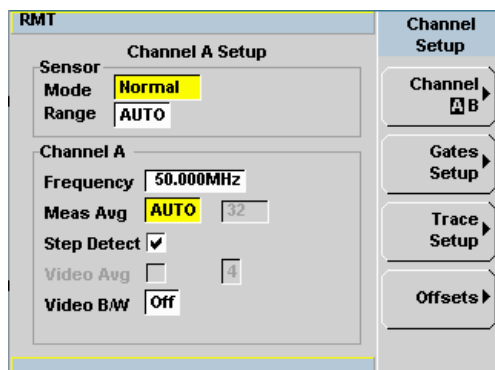 RMT
Channel A Setup
Sensor
Mode Normal
Range AUTO
Channel A
Frequency 50.000MHz
Meas Avg AUTO 32
Step Detect
Video Avg 4
Video B/W Off
Channel
Setup
Channel
A B
Gates
Setup
Trace
Setup
Offsets